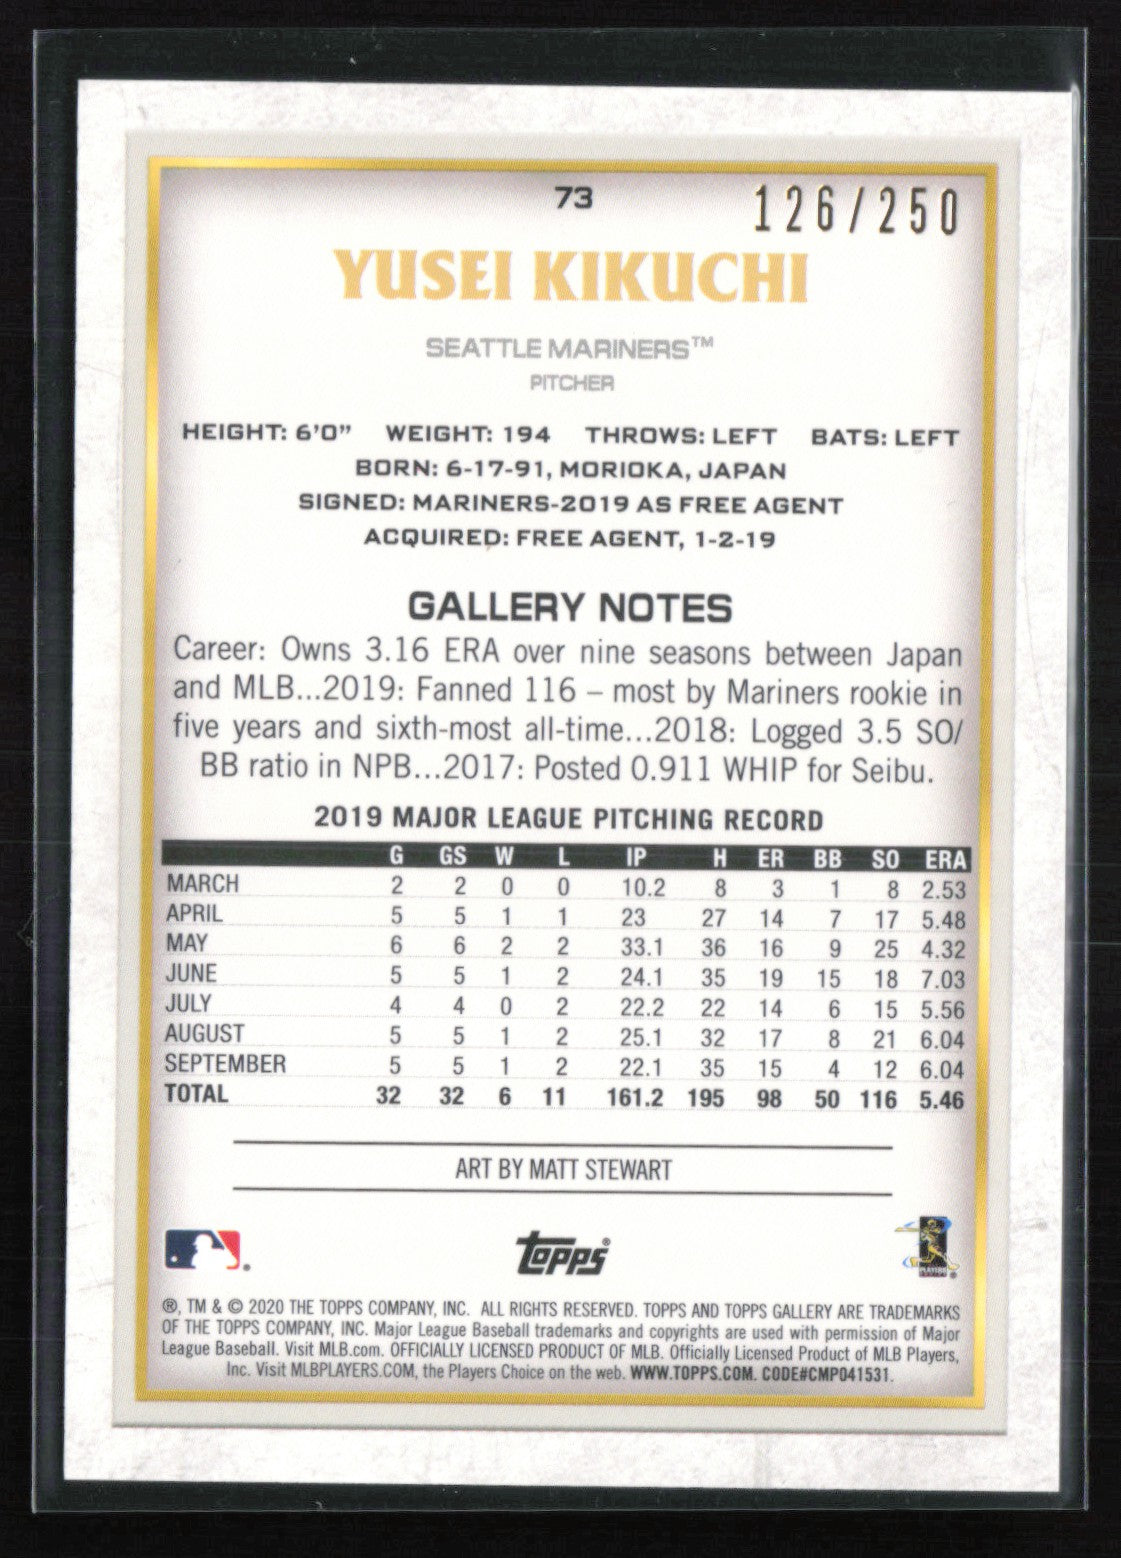 73
126/250
YUSEI KIKUCHI
SEATTLE MARINERS™
PITCHER
HEIGHT: 6'0" WEIGHT: 194 THROWS: LEFT BATS: LEFT
BORN: 6-17-91, MORIOKA, JAPAN
SIGNED: MARINERS-2019 AS FREE AGENT
ACQUIRED: FREE AGENT, 1-2-19
GALLERY NOTES
Career: Owns 3.16 ERA over nine seasons between Japan
and MLB...2019: Fanned 116 – most by Mariners rookie in
five years and sixth-most all-time...2018: Logged 3.5 SO/
BB ratio in NPB...2017: Posted 0.911 WHIP for Seibu.
2019 MAJOR LEAGUE PITCHING RECORD
G GS W L IP H ER BB SO ERA
MARCH 2 2 0 0 10.2 8 3 1 8 2.53
APRIL 5 5 1 1 23 27 14 7 17 5.48
MAY 6 6 2 2 33.1 36 16 9 25 4.32
JUNE 5 5 1 2 24.1 35 19 15 18 7.03
JULY 4 4 0 2 22.2 22 14 6 15 5.56
AUGUST 5 5 1 2 25.1 32 17 8 21 6.04
SEPTEMBER 5 5 1 2 22.1 35 15 4 12 6.04
TOTAL 32 32 6 11 161.2 195 98 50 116 5.46
ART BY MATT STEWART
topps®
PLAYERS
®, TM & © 2020 THE TOPPS COMPANY, INC. ALL RIGHTS RESERVED. TOPPS AND TOPPS GALLERY ARE TRADEMARKS
OF THE TOPPS COMPANY, INC. Major League Baseball trademarks and copyrights are used with permission of Major
League Baseball. Visit MLB.com. OFFICIALLY LICENSED PRODUCT OF MLB. Officially Licensed Product of MLB Players,
Inc. Visit MLBPLAYERS.COM, the Players Choice on the web. WWW.TOPPS.COM. CODE#CMP041531.